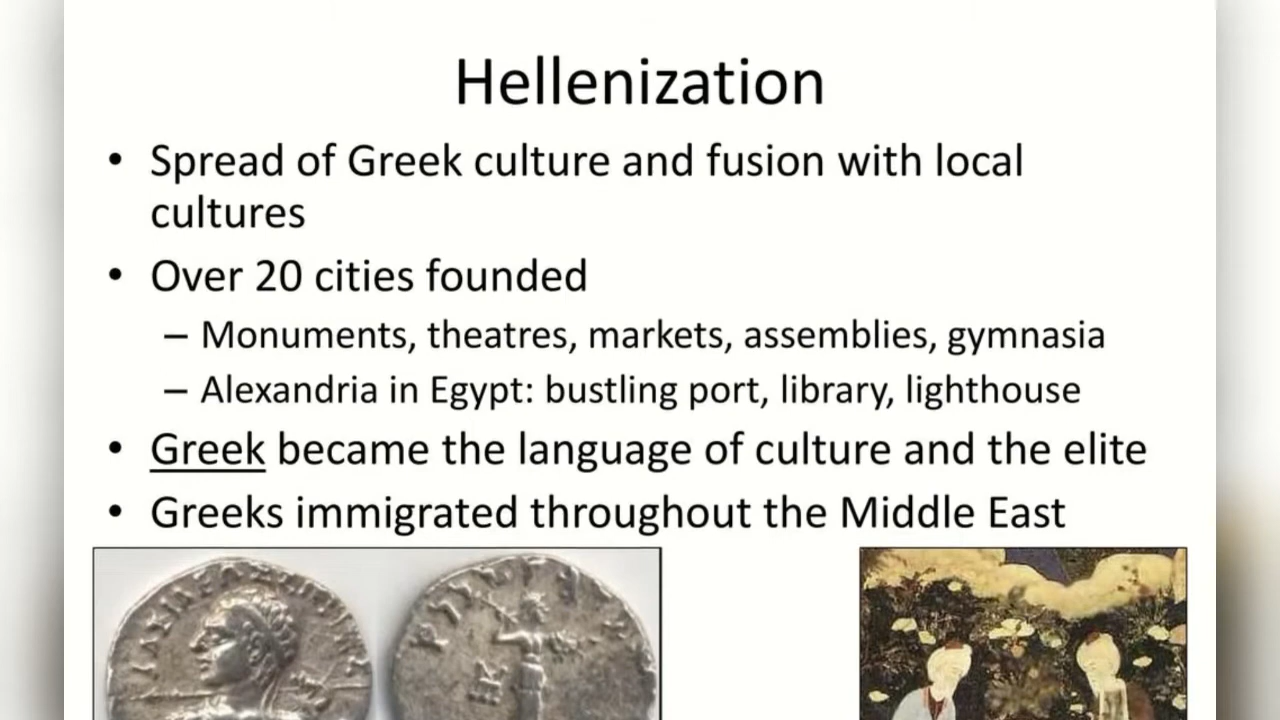 Hellenization
• Spread of Greek culture and fusion with local
cultures
• Over 20 cities founded
– Monuments, theatres, markets, assemblies, gymnasia
– Alexandria in Egypt: bustling port, library, lighthouse
• Greek became the language of culture and the elite
• Greeks immigrated throughout the Middle East